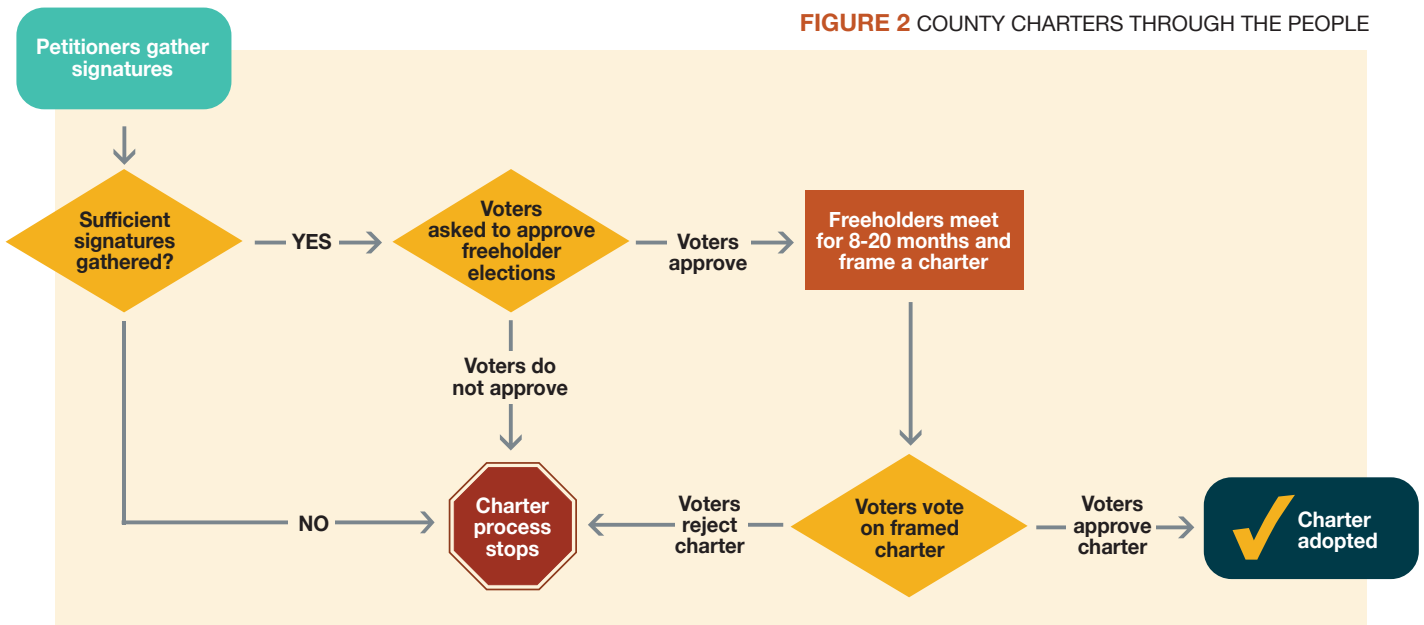 FIGURE 2 COUNTY CHARTERS THROUGH THE PEOPLE
Petitioners gather
signatures
Sufficient
signatures
gathered?
YES
Voters
asked to approve
freeholder
elections
Voters
approve
Freeholders meet
for 8-20 months and
frame a charter
Voters do
not approve
NO
Charter
process
stops
Voters
reject
charter
Voters vote
on framed
charter
Voters
approve
charter
Charter
adopted